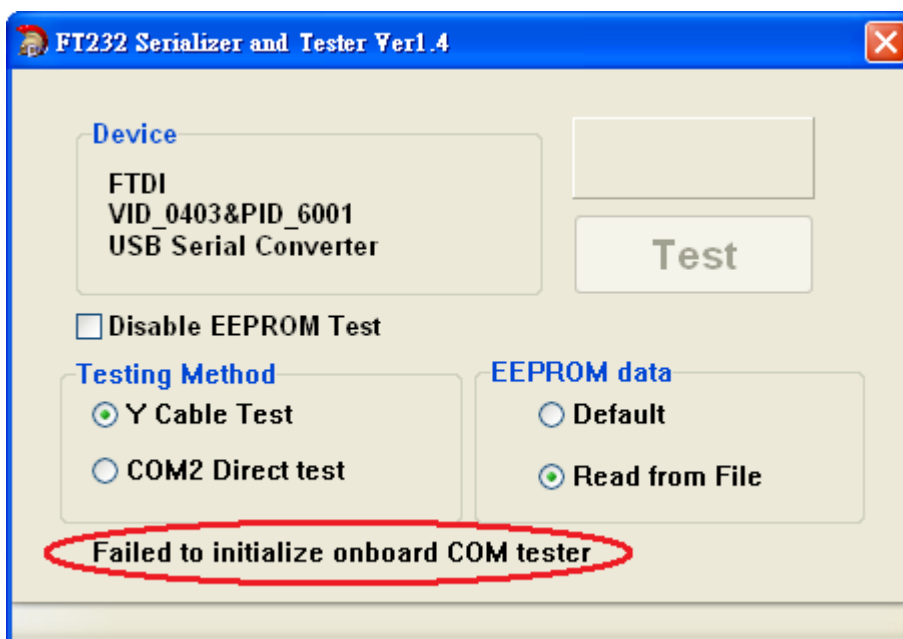 FT232 Serializer and Tester Ver1.4
Device
FTDI
VID_0403&PID_6001
USB Serial Converter
Test
Disable EEPROM Test
Testing Method
Y Cable Test
COM2 Direct test
EEPROM data
Default
Read from File
Failed to initialize onboard COM tester